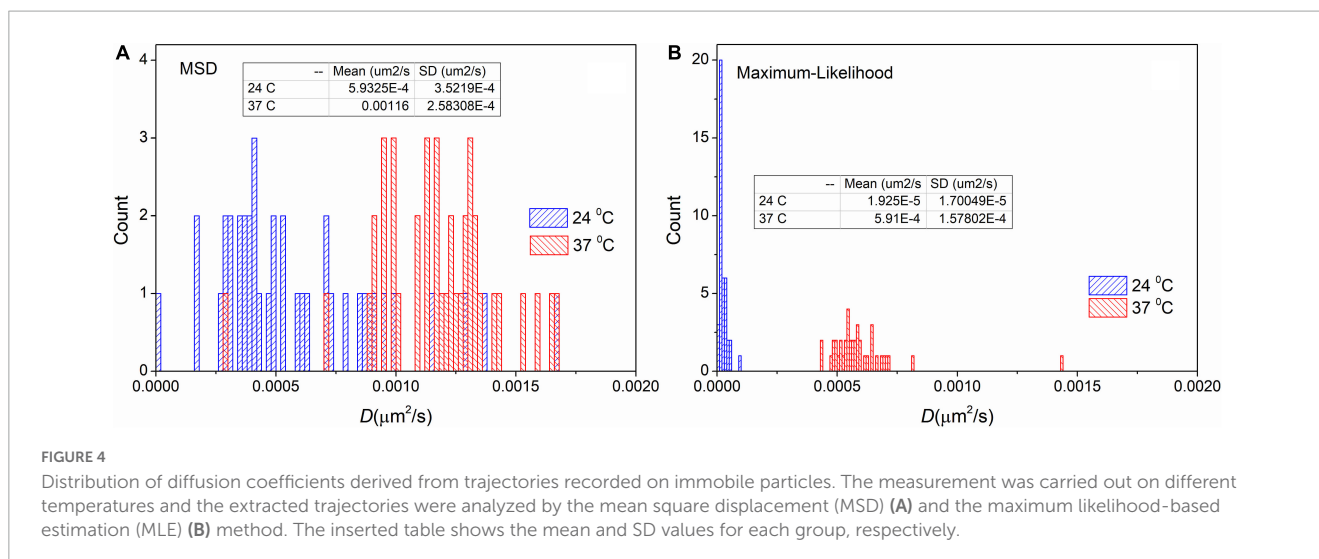 A
MSD
-- Mean (um2/s SD (um2/s)
24 C 5.9325E-4 3.5219E-4
37 C 0.00116 2.58308E-4
24 ⁰C
37 ⁰C
4
3
2
1
0
Count
0.0000 0.0005 0.0010 0.0015 0.0020
D(μm²/s)
B
Maximum-Likelihood
-- Mean (um2/s SD (um2/s)
24 C 1.925E-5 1.70049E-5
37 C 5.91E-4 1.57802E-4
24 ⁰C
37 ⁰C
20
15
10
5
0
Count
0.0000 0.0005 0.0010 0.0015 0.0020
D(μm²/s)
FIGURE 4
Distribution of diffusion coefficients derived from trajectories recorded on immobile particles. The measurement was carried out on different
temperatures and the extracted trajectories were analyzed by the mean square displacement (MSD) (A) and the maximum likelihood-based
estimation (MLE) (B) method. The inserted table shows the mean and SD values for each group, respectively.